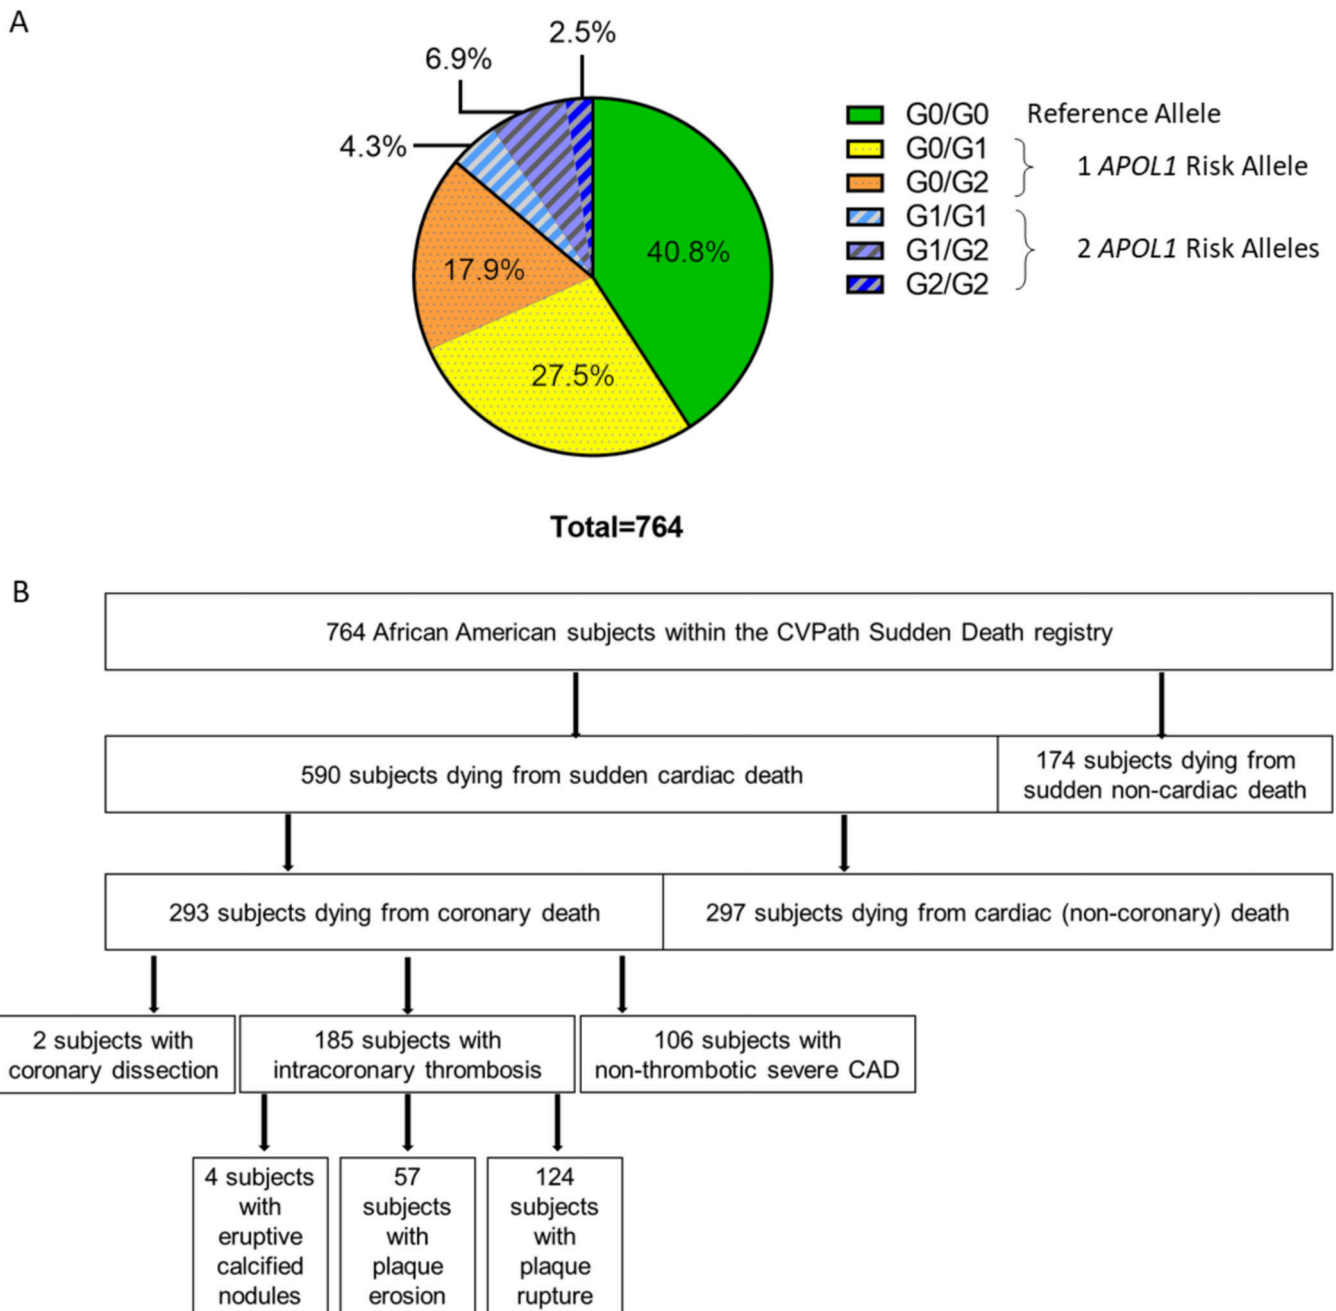 A
2.5%
6.9%
4.3%
40.8%
17.9%
27.5%
G0/G0 Reference Allele
G0/G1
G0/G2
1 APOL1 Risk Allele
G1/G1
G1/G2
G2/G2
2 APOL1 Risk Alleles
Total=764
B
764 African American subjects within the CVPath Sudden Death registry
590 subjects dying from sudden cardiac death
174 subjects dying from
sudden non-cardiac death
293 subjects dying from coronary death
297 subjects dying from cardiac (non-coronary) death
2 subjects with
coronary dissection
185 subjects with
intracoronary thrombosis
106 subjects with
non-thrombotic severe CAD
4 subjects
with
eruptive
calcified
nodules
57
subjects
with
plaque
erosion
124
subjects
with
plaque
rupture